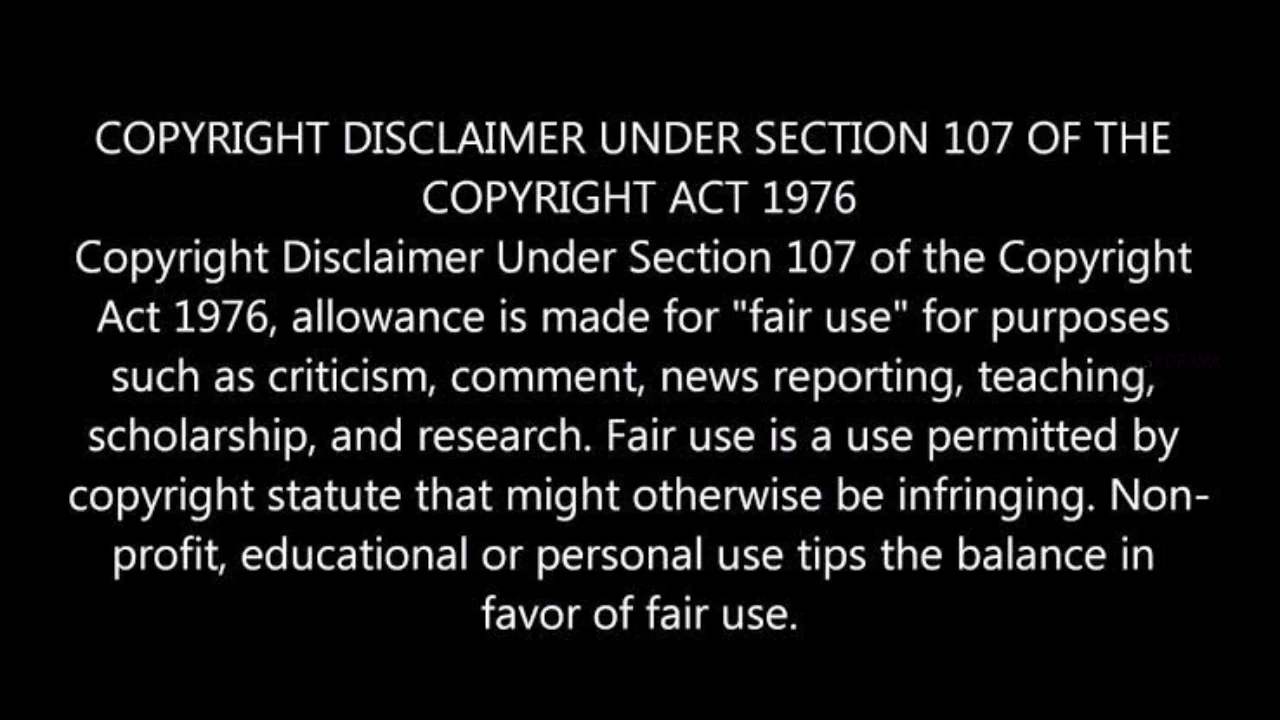 COPYRIGHT DISCLAIMER UNDER SECTION 107 OF THE
COPYRIGHT ACT 1976
Copyright Disclaimer Under Section 107 of the Copyright
Act 1976, allowance is made for "fair use" for purposes
such as criticism, comment, news reporting, teaching,
scholarship, and research. Fair use is a use permitted by
copyright statute that might otherwise be infringing. Non-
profit, educational or personal use tips the balance in
favor of fair use.